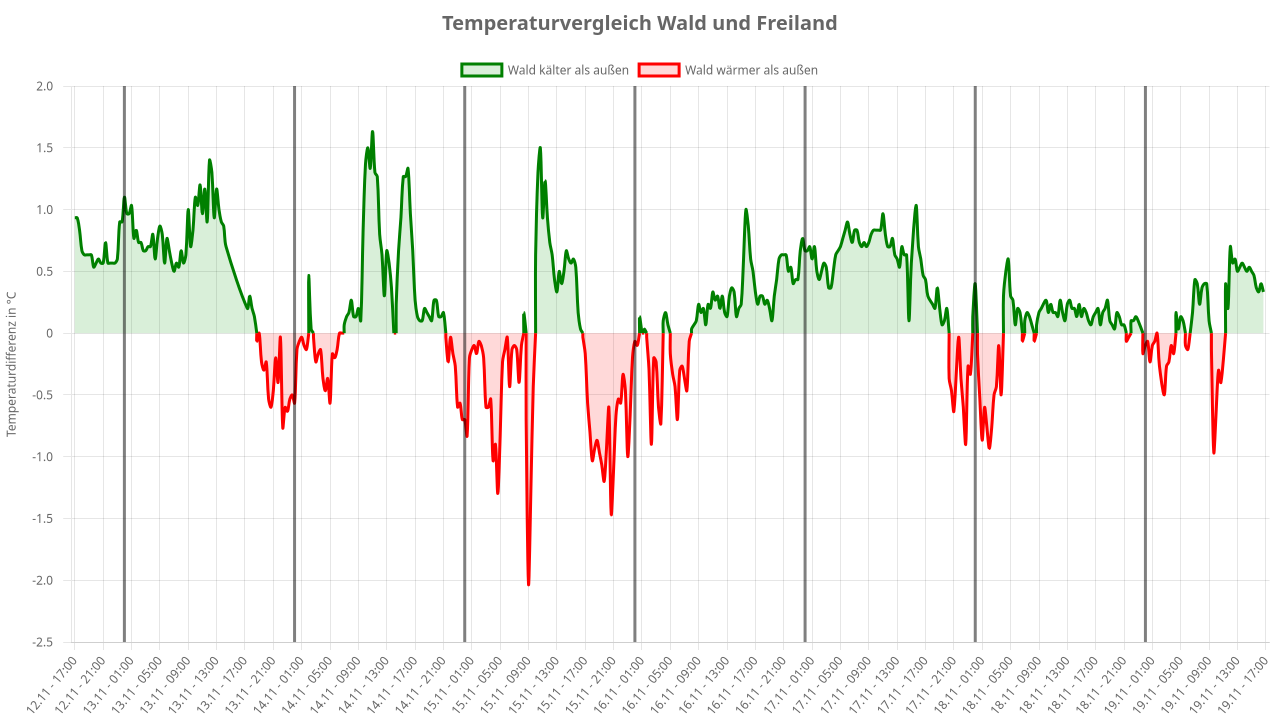 Temperaturvergleich Wald und Freiland
Wald kälter als außen
Wald wärmer als außen
Temperaturdifferenz in °C
2.0
1.5
1.0
0.5
0
-0.5
-1.0
-1.5
-2.0
-2.5
12.11 - 17:00
12.11 - 21:00
13.11 - 01:00
13.11 - 05:00
13.11 - 09:00
13.11 - 13:00
13.11 - 17:00
13.11 - 21:00
14.11 - 01:00
14.11 - 05:00
14.11 - 09:00
14.11 - 13:00
14.11 - 17:00
14.11 - 21:00
15.11 - 01:00
15.11 - 05:00
15.11 - 09:00
15.11 - 13:00
15.11 - 17:00
15.11 - 21:00
16.11 - 01:00
16.11 - 05:00
16.11 - 09:00
16.11 - 13:00
16.11 - 17:00
16.11 - 21:00
17.11 - 01:00
17.11 - 05:00
17.11 - 09:00
17.11 - 13:00
17.11 - 17:00
17.11 - 21:00
18.11 - 01:00
18.11 - 05:00
18.11 - 09:00
18.11 - 13:00
18.11 - 17:00
18.11 - 21:00
19.11 - 01:00
19.11 - 05:00
19.11 - 09:00
19.11 - 13:00
19.11 - 17:00